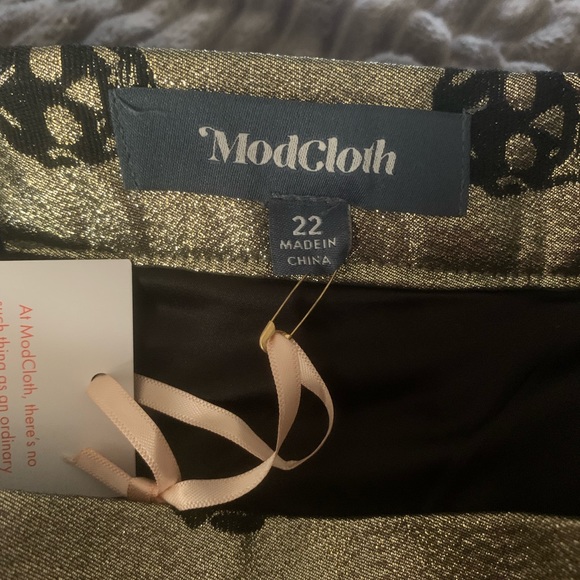 ModCloth
22
MADE IN
CHINA
At ModCloth, there's no
such thing as an ordinary